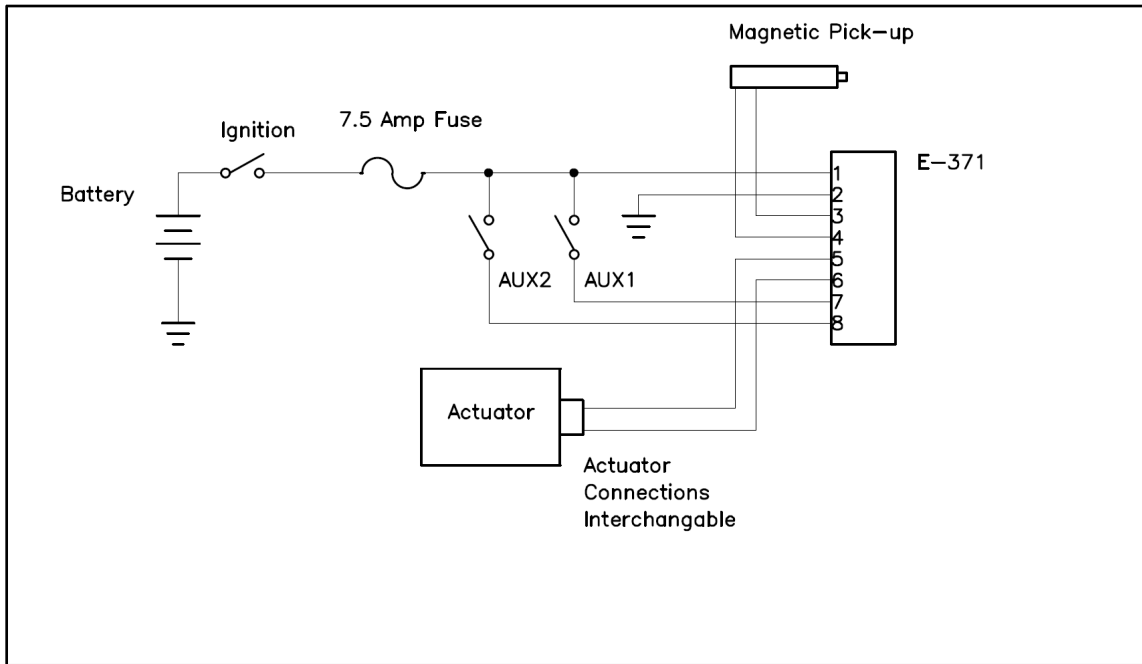 Magnetic Pick-up
7.5 Amp Fuse
Ignition
E-371
Battery
1
2
3
4
5
6
7
8
AUX2
AUX1
Actuator
Actuator
Connections
Interchangable